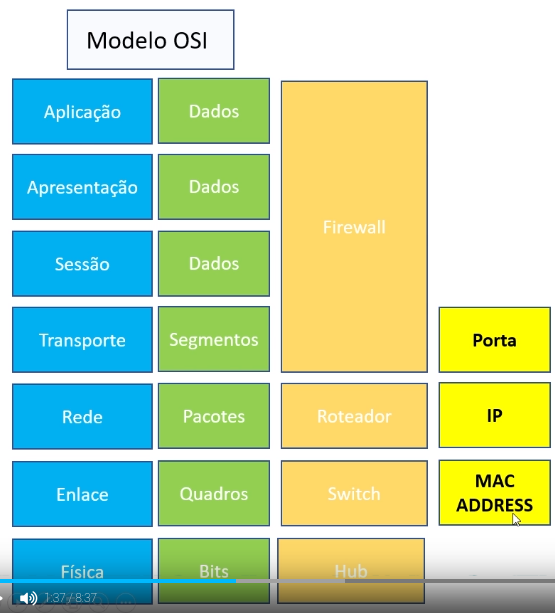 Modelo OSI
Aplicação Dados
Apresentação Dados
Firewall
Sessão Dados
Transporte Segmentos Porta
Rede Pacotes Roteador IP
Enlace Quadros Switch MAC
ADDRESS
Física Bits Hub
1:37 / 8:37